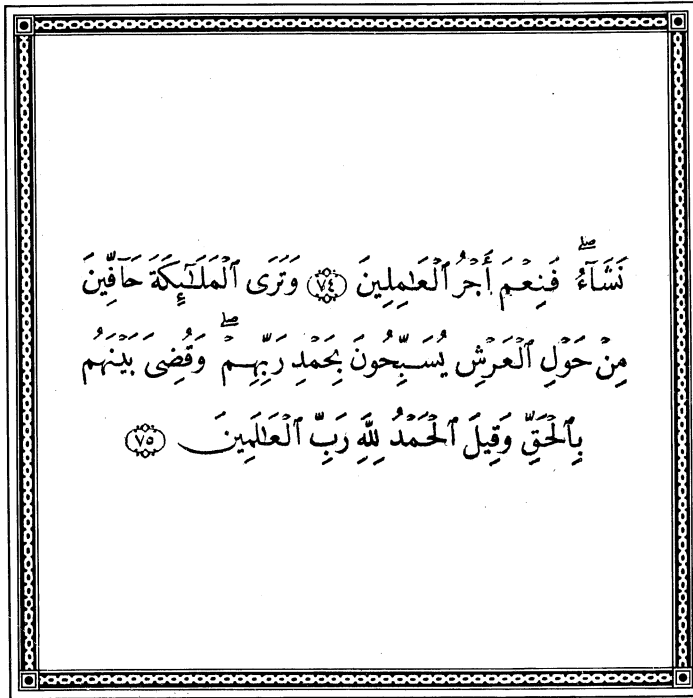 نَشَآءُۖ فَنِعۡمَ أَجۡرُ ٱلۡعَٰمِلِينَ ٧٤ وَتَرَى ٱلۡمَلَٰٓئِكَةَ حَآفِّينَ
مِنۡ حَوۡلِ ٱلۡعَرۡشِ يُسَبِّحُونَ بِحَمۡدِ رَبِّهِمۡۖ وَقُضِىَ بَيۡنَهُم
بِٱلۡحَقِّ وَقِيلَ ٱلۡحَمۡدُ لِلَّهِ رَبِّ ٱلۡعَٰلَمِينَ ٧٥